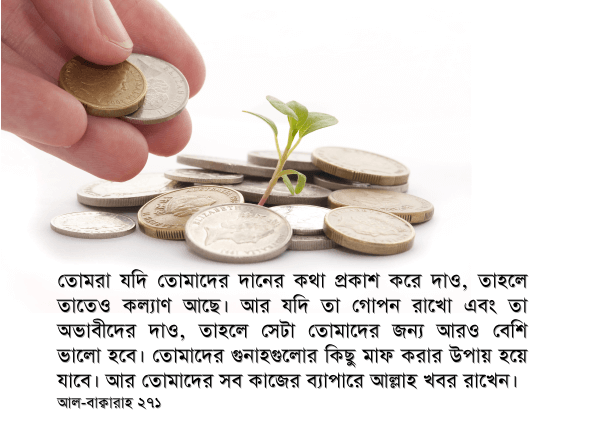 তোমরা যদি তোমাদের দানের কথা প্রকাশ করে দাও, তাহলে
তাতেও কল্যাণ আছে। আর যদি তা গোপন রাখো এবং তা
অভাবীদের দাও, তাহলে সেটা তোমাদের জন্য আরও বেশি
ভালো হবে। তোমাদের গুনাহগুলোর কিছু মাফ করার উপায় হয়ে
যাবে। আর তোমাদের সব কাজের ব্যাপারে আল্লাহ খবর রাখেন।
আল-বাক্বারাহ ২৭১